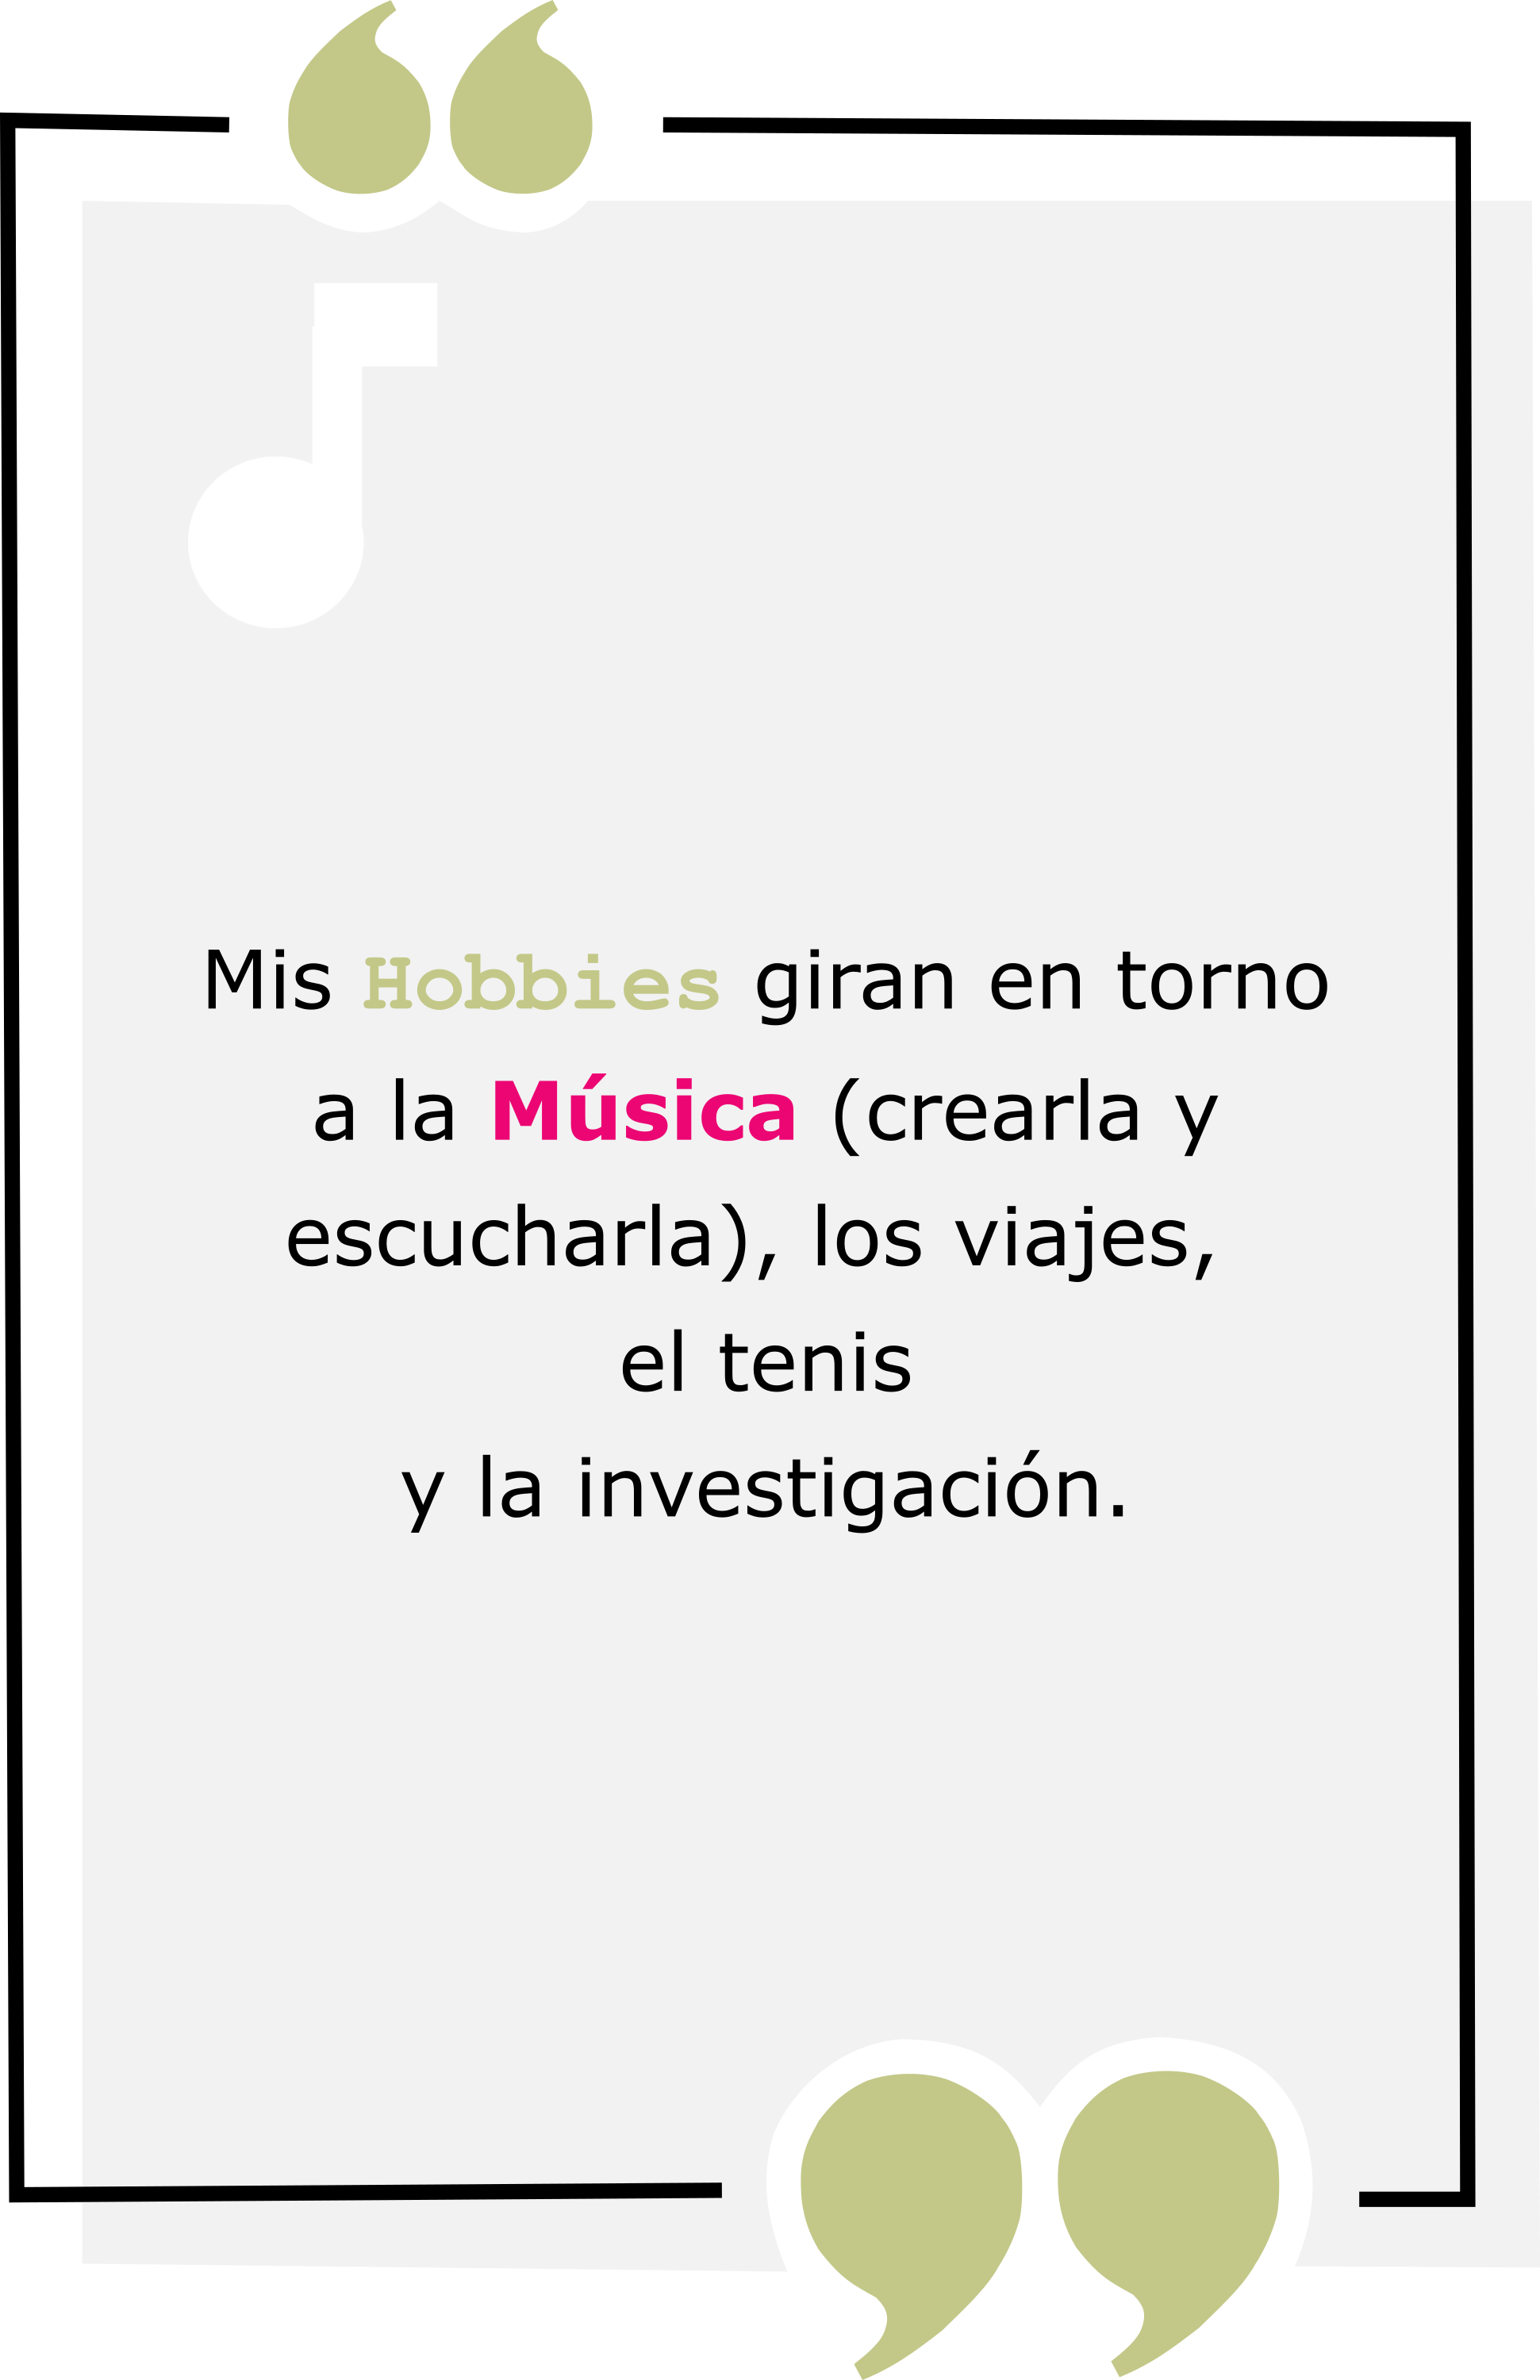 Mis Hobbies giran en torno
a la Música (crearla y
escucharla), los viajes,
el tenis
y la investigación.